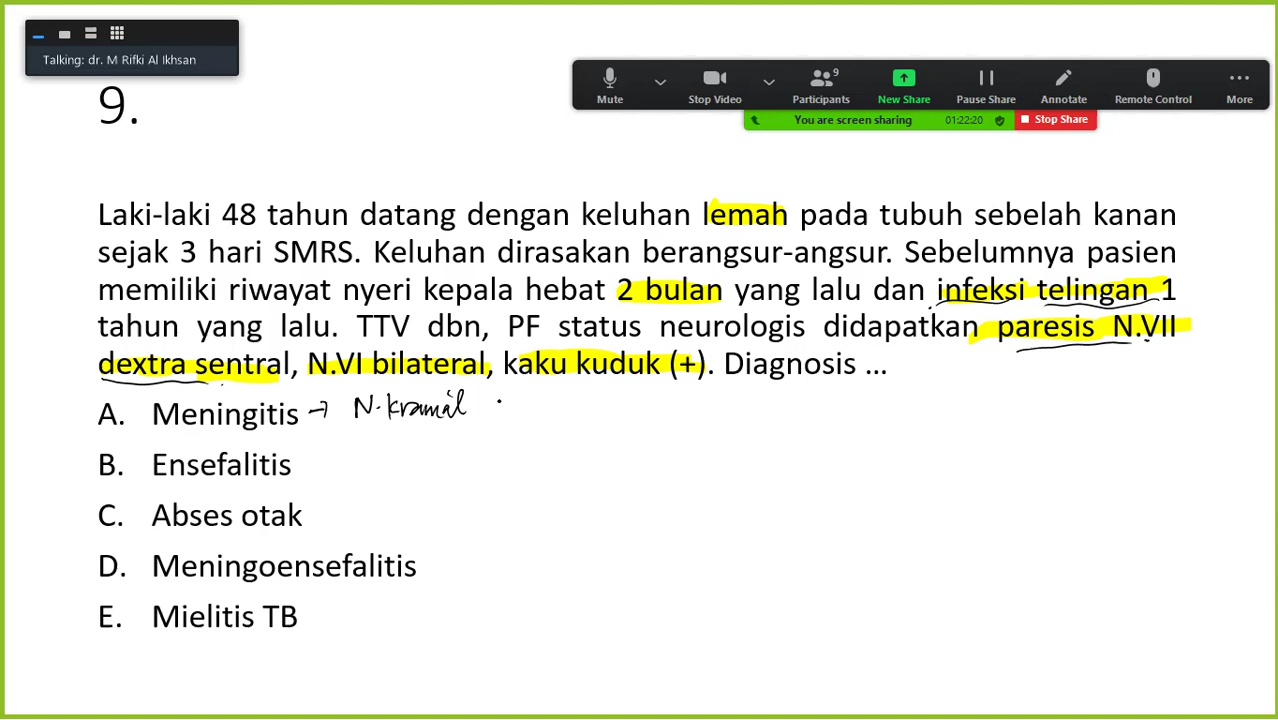 Talking: dr. M Rifki Al Ikhsan
9
Mute
Stop Video
Participants
New Share
Pause Share
Annotate
Remote Control
More
You are screen sharing
01:22:20
Stop Share
9.
Laki-laki 48 tahun datang dengan keluhan lemah pada tubuh sebelah kanan
sejak 3 hari SMRS. Keluhan dirasakan berangsur-angsur. Sebelumnya pasien
memiliki riwayat nyeri kepala hebat 2 bulan yang lalu dan infeksi telingan 1
tahun yang lalu. TTV dbn, PF status neurologis didapatkan paresis N.VII
dextra sentral, N.VI bilateral, kaku kuduk (+). Diagnosis ...
A. Meningitis → N. kranial
B. Ensefalitis
C. Abses otak
D. Meningoensefalitis
E. Mielitis TB